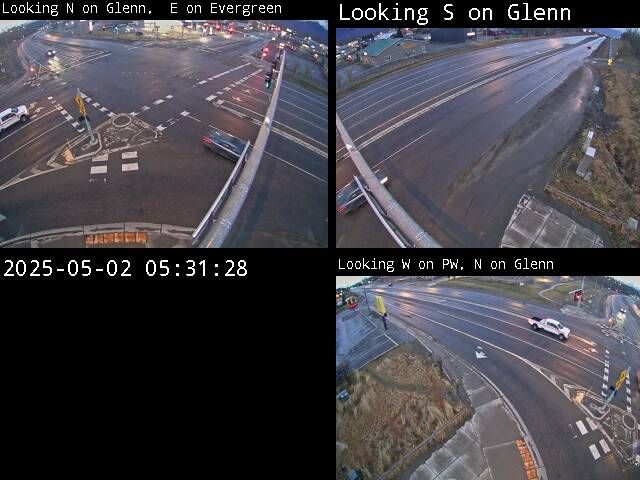 Looking N on Glenn,  E on Evergreen
Looking S on Glenn
2025-05-02 05:31:28
Looking W on PW, N on Glenn